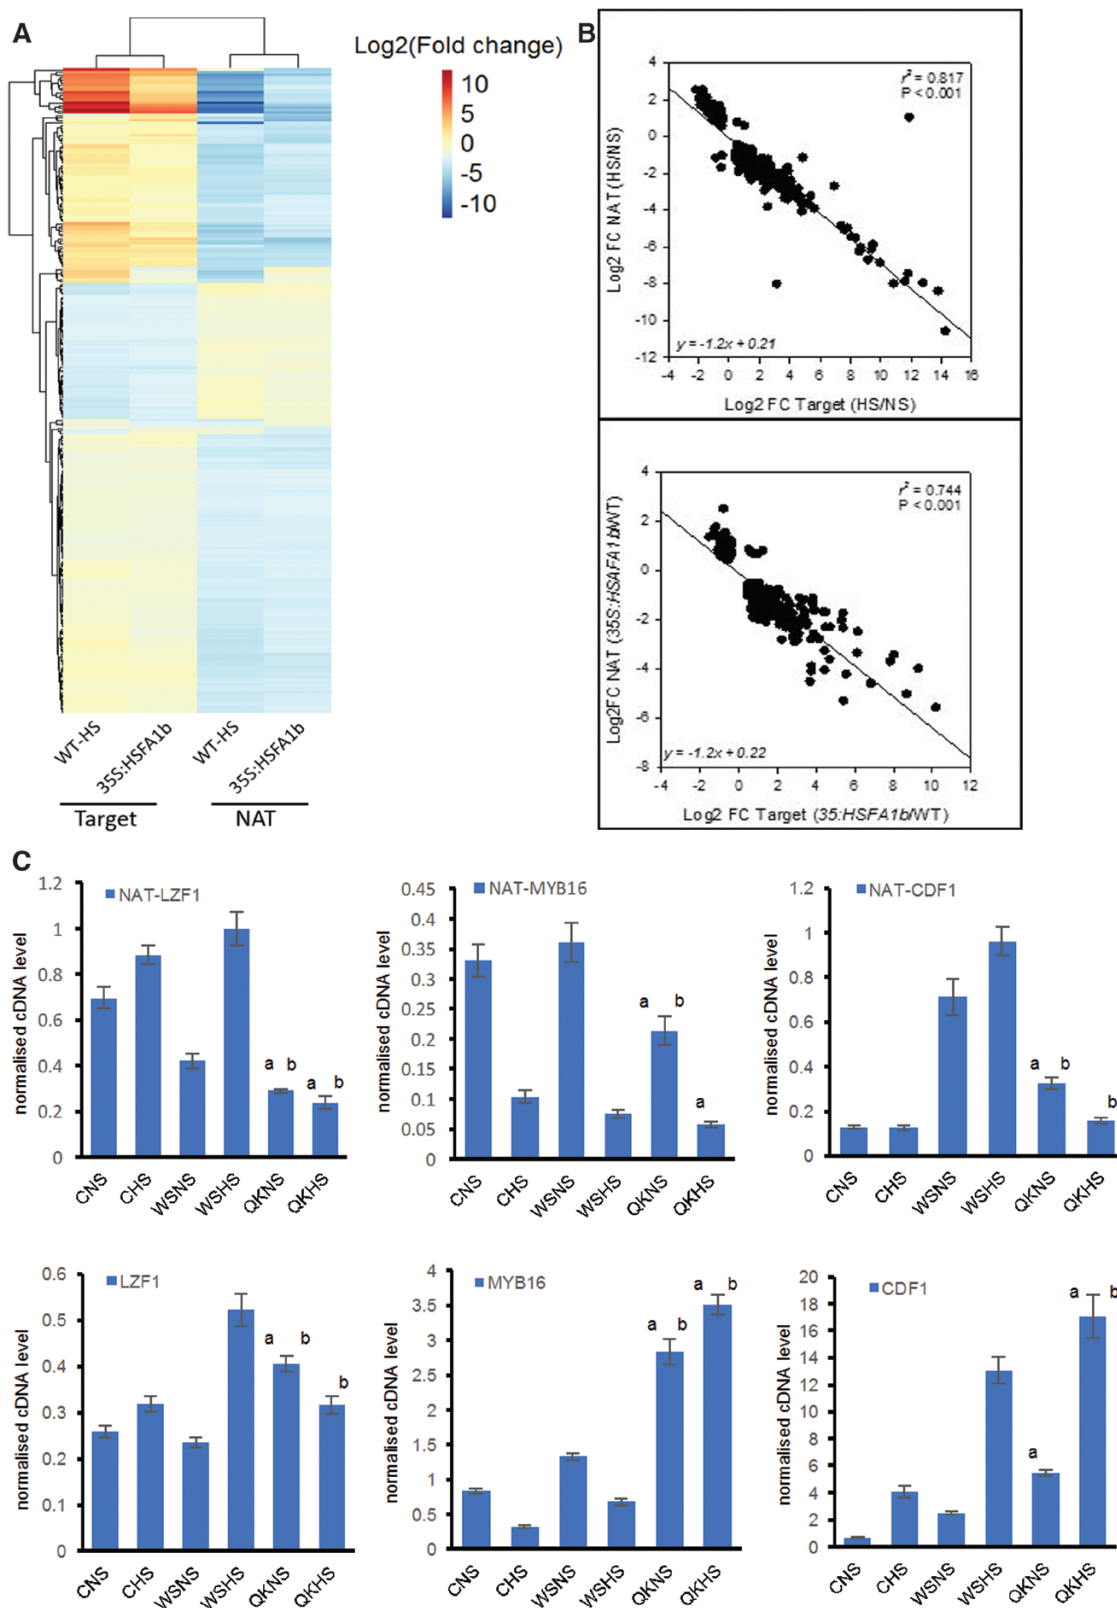 A
Log2(Fold change)
10
5
0
-5
-10
WT-HS
35S:HSFA1b
WT-HS
35S:HSFA1b
Target
NAT
B
4
2
0
-2
-4
-6
-8
-10
-12
Log2 FC NAT (HS/NS)
r² = 0.817
P < 0.001
y = -1.2x + 0.21
-4 -2 0 2 4 6 8 10 12 14 16
Log2 FC Target (HS/NS)
4
2
0
-2
-4
-6
-8
Log2FC NAT (35S:HSAFA1b/WT)
r² = 0.744
P < 0.001
y = -1.2x + 0.22
-4 -2 0 2 4 6 8 10 12
Log2 FC Target (35:HSFA1b/WT)
C
NAT-LZF1
normalised cDNA level
1.2
1
0.8
0.6
0.4
0.2
0
a b
a b
CNS CHS WSNS WSHS QKNS QKHS
NAT-MYB16
normalised cDNA level
0.45
0.4
0.35
0.3
0.25
0.2
0.15
0.1
0.05
0
a b
a
CNS CHS WSNS WSHS QKNS QKHS
NAT-CDF1
normalised cDNA level
1.2
1
0.8
0.6
0.4
0.2
0
a b
b
CNS CHS WSNS WSHS QKNS QKHS
LZF1
normalised cDNA level
0.6
0.5
0.4
0.3
0.2
0.1
0
a b
b
CNS CHS WSNS WSHS QKNS QKHS
MYB16
normalised cDNA level
4
3.5
3
2.5
2
1.5
1
0.5
0
a b
a b
CNS CHS WSNS WSHS QKNS QKHS
CDF1
normalised cDNA level
20
18
16
14
12
10
8
6
4
2
0
a
a b
CNS CHS WSNS WSHS QKNS QKHS